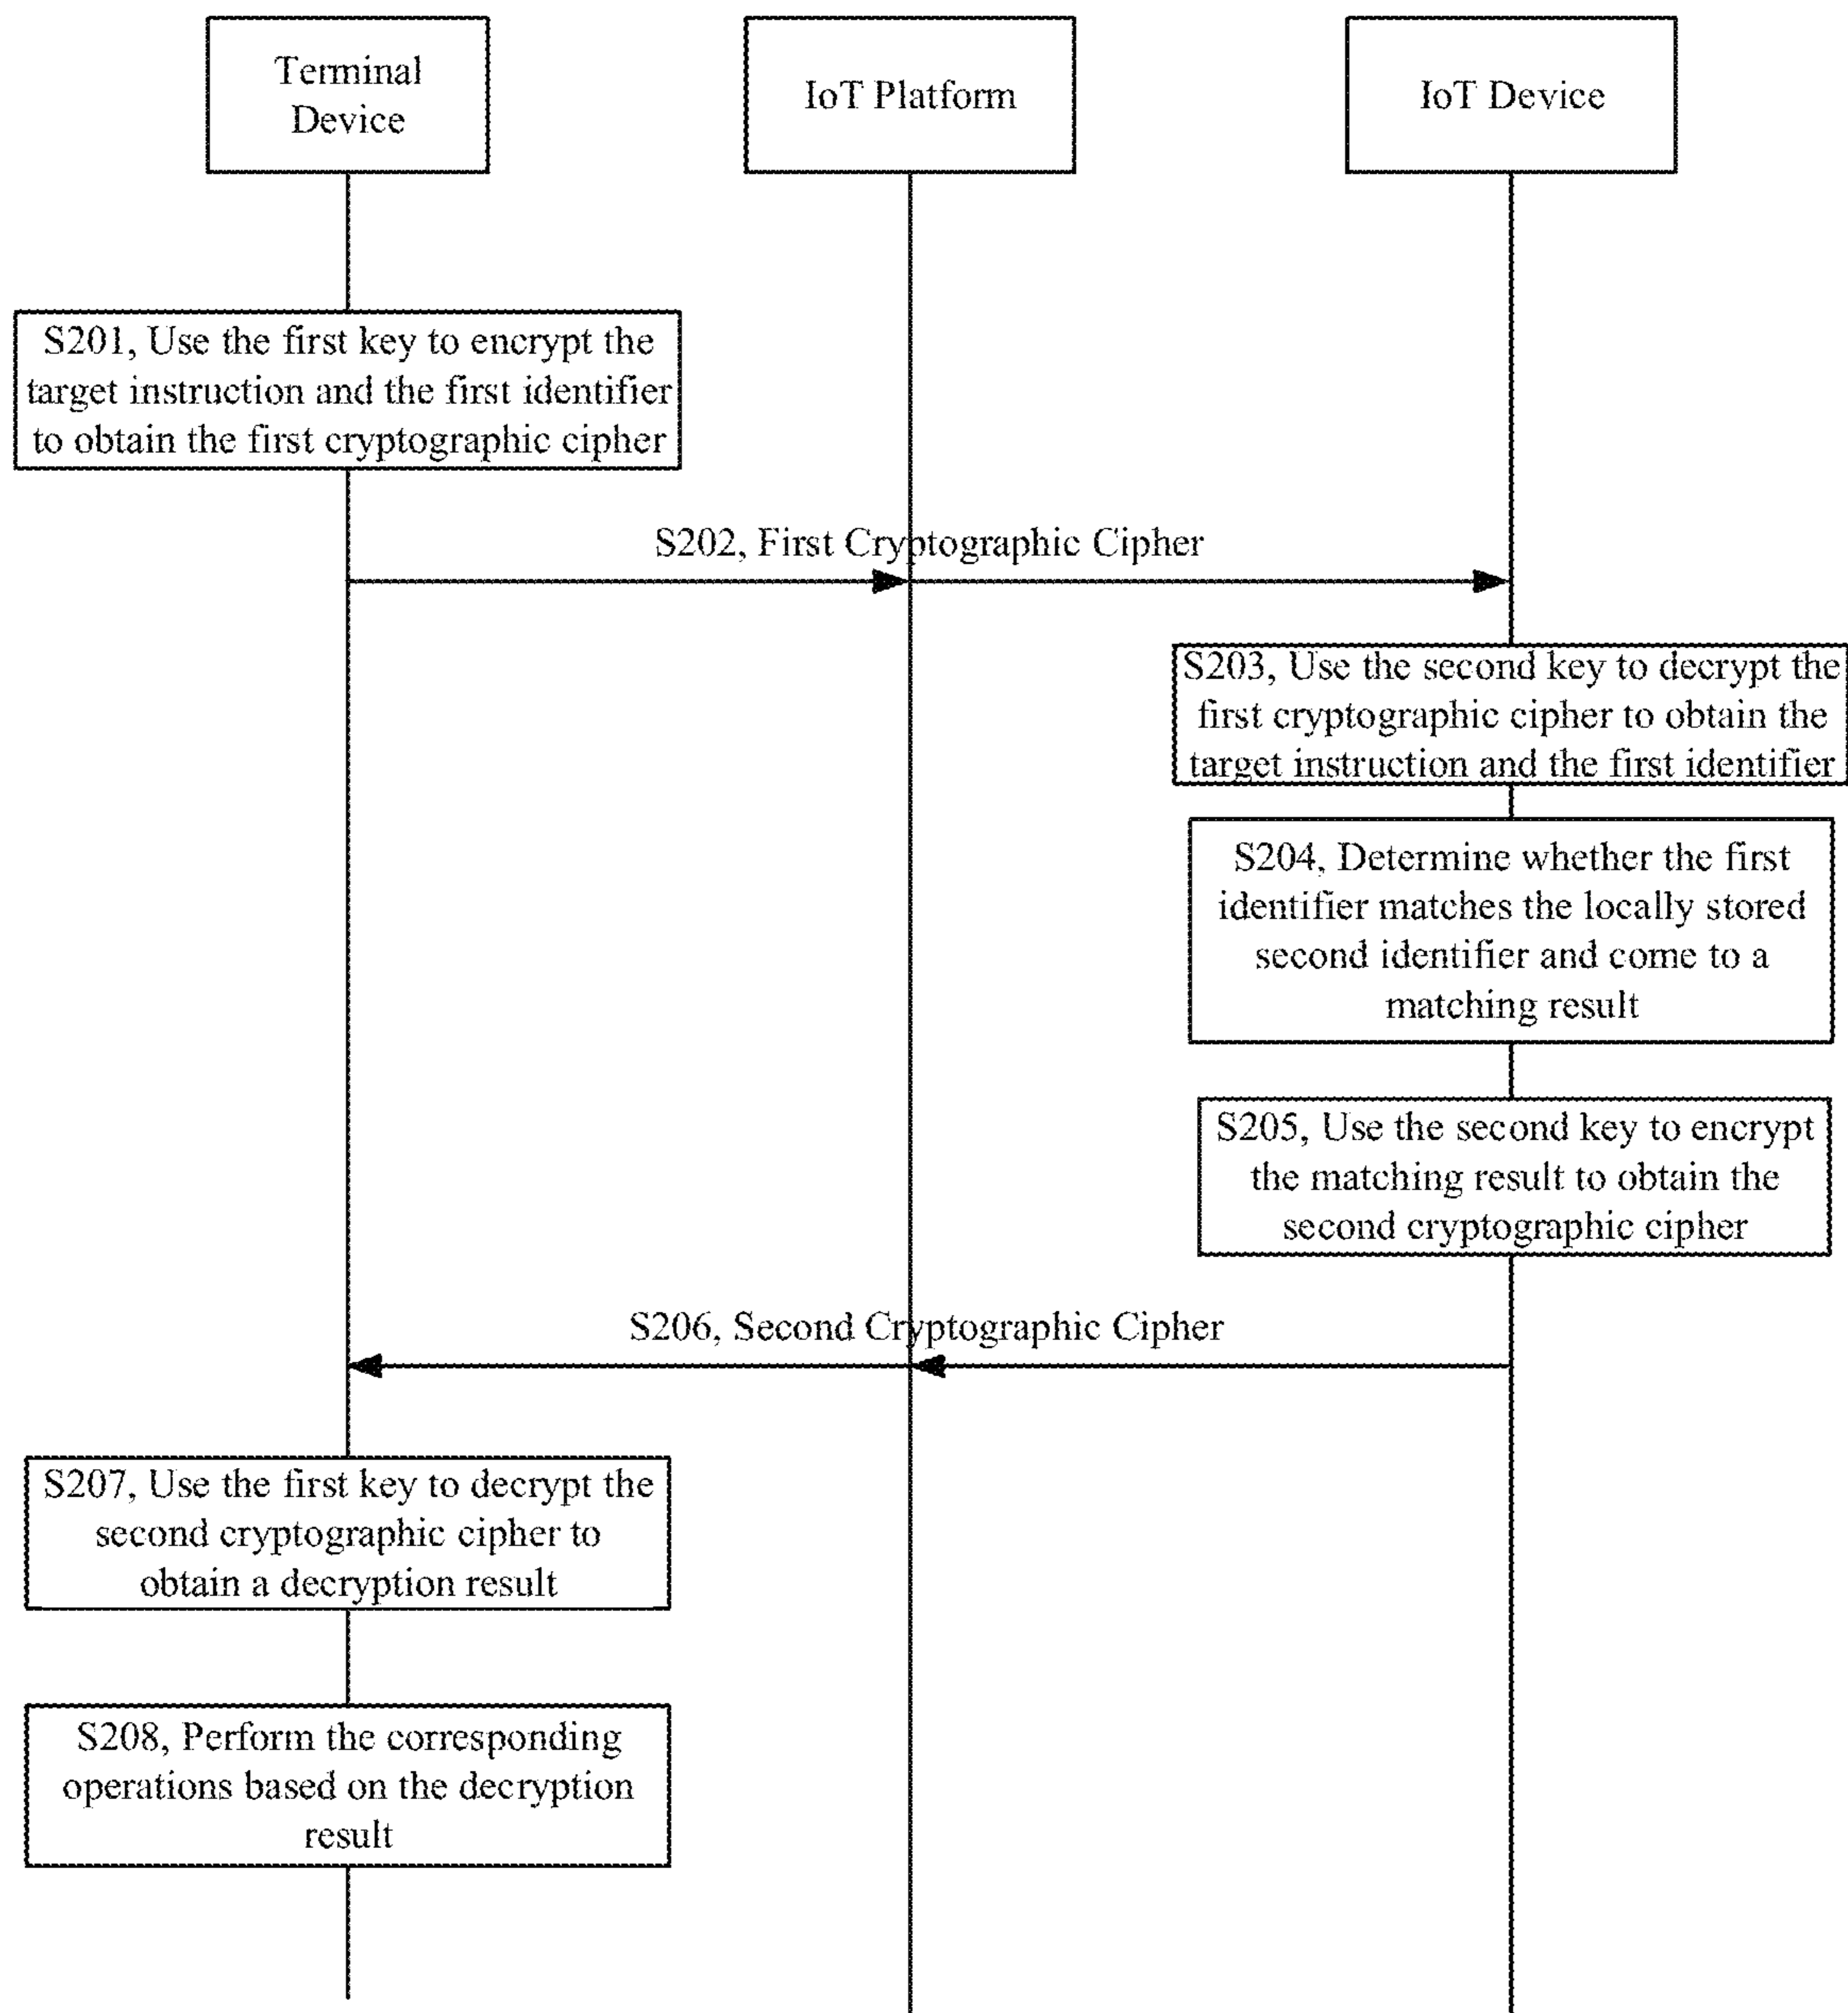 Terminal
Device
IoT Platform
IoT Device
S201, Use the first key to encrypt the
target instruction and the first identifier
to obtain the first cryptographic cipher
S202, First Cryptographic Cipher
S203, Use the second key to decrypt the
first cryptographic cipher to obtain the
target instruction and the first identifier
S204, Determine whether the first
identifier matches the locally stored
second identifier and come to a
matching result
S205, Use the second key to encrypt
the matching result to obtain the
second cryptographic cipher
S206, Second Cryptographic Cipher
S207, Use the first key to decrypt the
second cryptographic cipher to
obtain a decryption result
S208, Perform the corresponding
operations based on the decryption
result